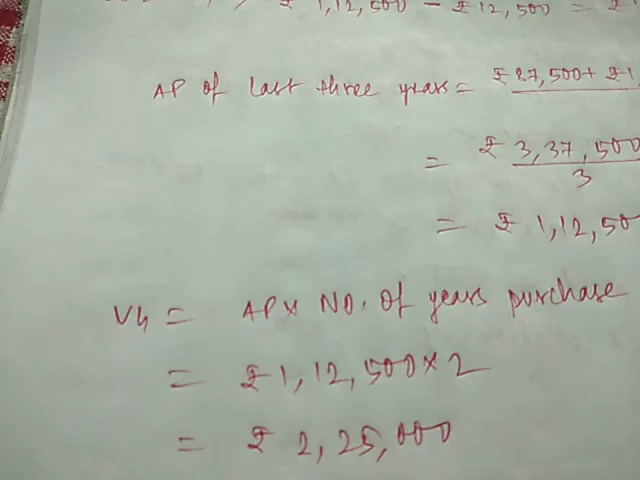 ₹ 1,12,500 - ₹ 12,500 =
AP of last three years = ₹ 87,500 + ₹ 1
= ₹ 3,37,500
3
= ₹ 1,12,50
VG = AP x NO. of years purchase
= ₹ 1,12,500 x 2
= ₹ 2,25,000